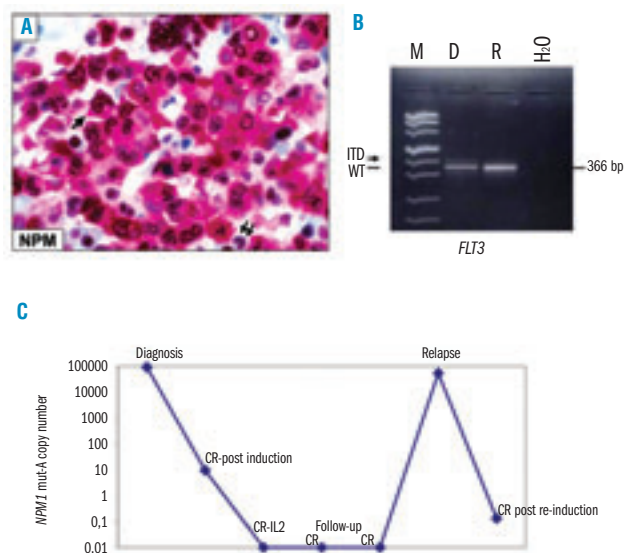 A
NPM
B
M D R H2O
ITD
WT
366 bp
FLT3
C
NPM1 mut-A copy number
100000
10000
1000
100
10
1
0,1
0.01
Diagnosis
CR-post induction
CR-IL2
Follow-up
CR CR
Relapse
CR post re-induction